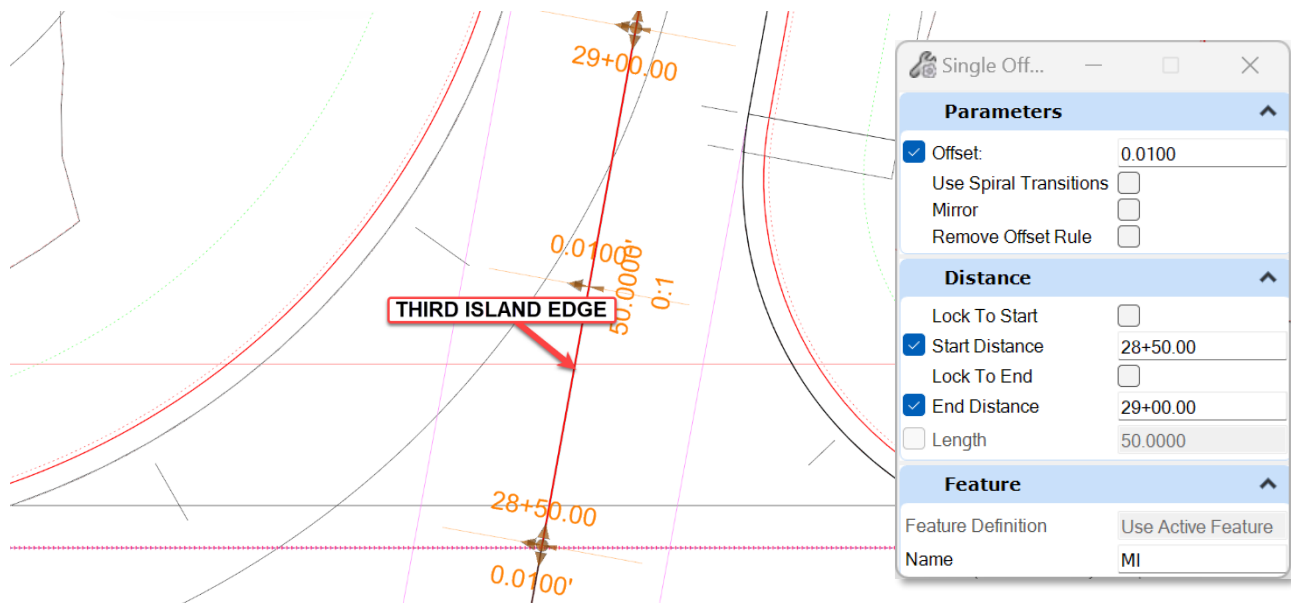 29+00.00
0.0100'
50.0000'
0:1
THIRD ISLAND EDGE
28+50.00
0.0100'
Single Off...
Parameters
Offset: 0.0100
Use Spiral Transitions
Mirror
Remove Offset Rule
Distance
Lock To Start
Start Distance 28+50.00
Lock To End
End Distance 29+00.00
Length 50.0000
Feature
Feature Definition Use Active Feature
Name MI